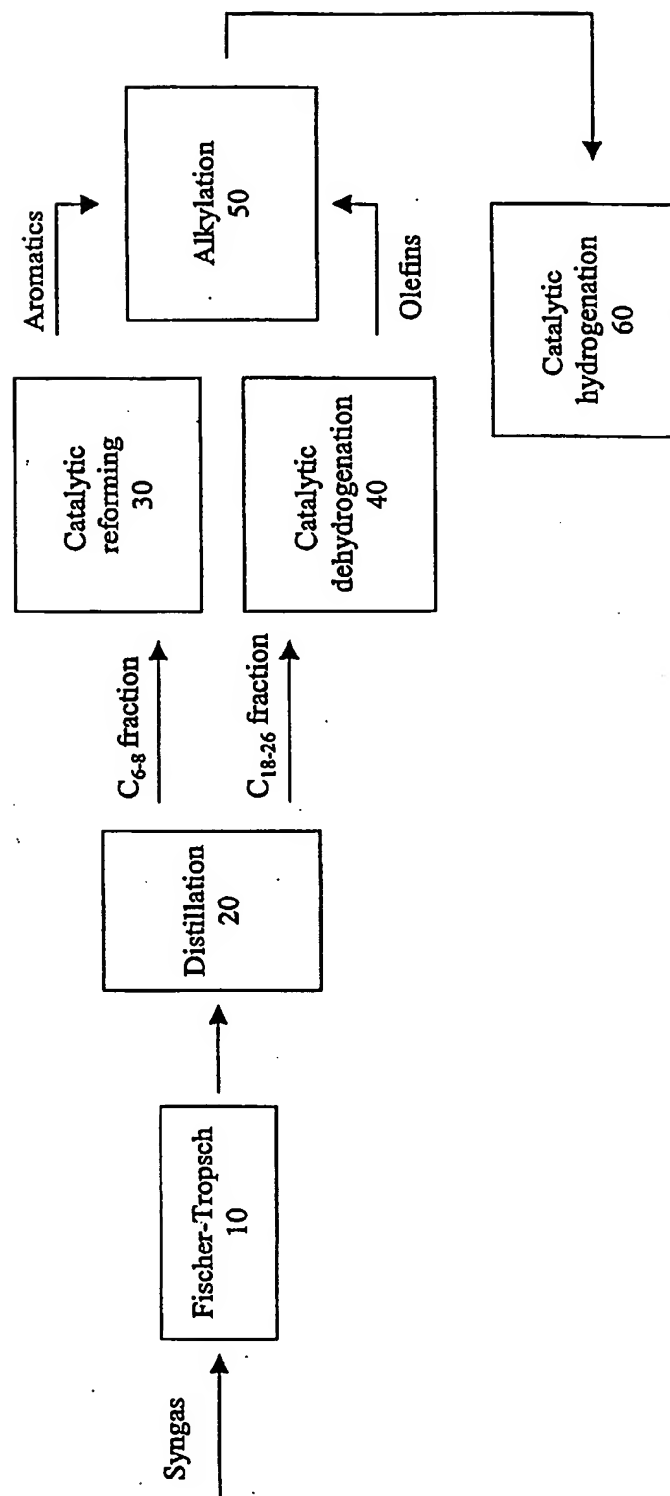 Syngas
Fischer-Tropsch
10
Distillation
20
C6-8 fraction
C18-26 fraction
Catalytic
reforming
30
Catalytic
dehydrogenation
40
Aromatics
Olefins
Alkylation
50
Catalytic
hydrogenation
60